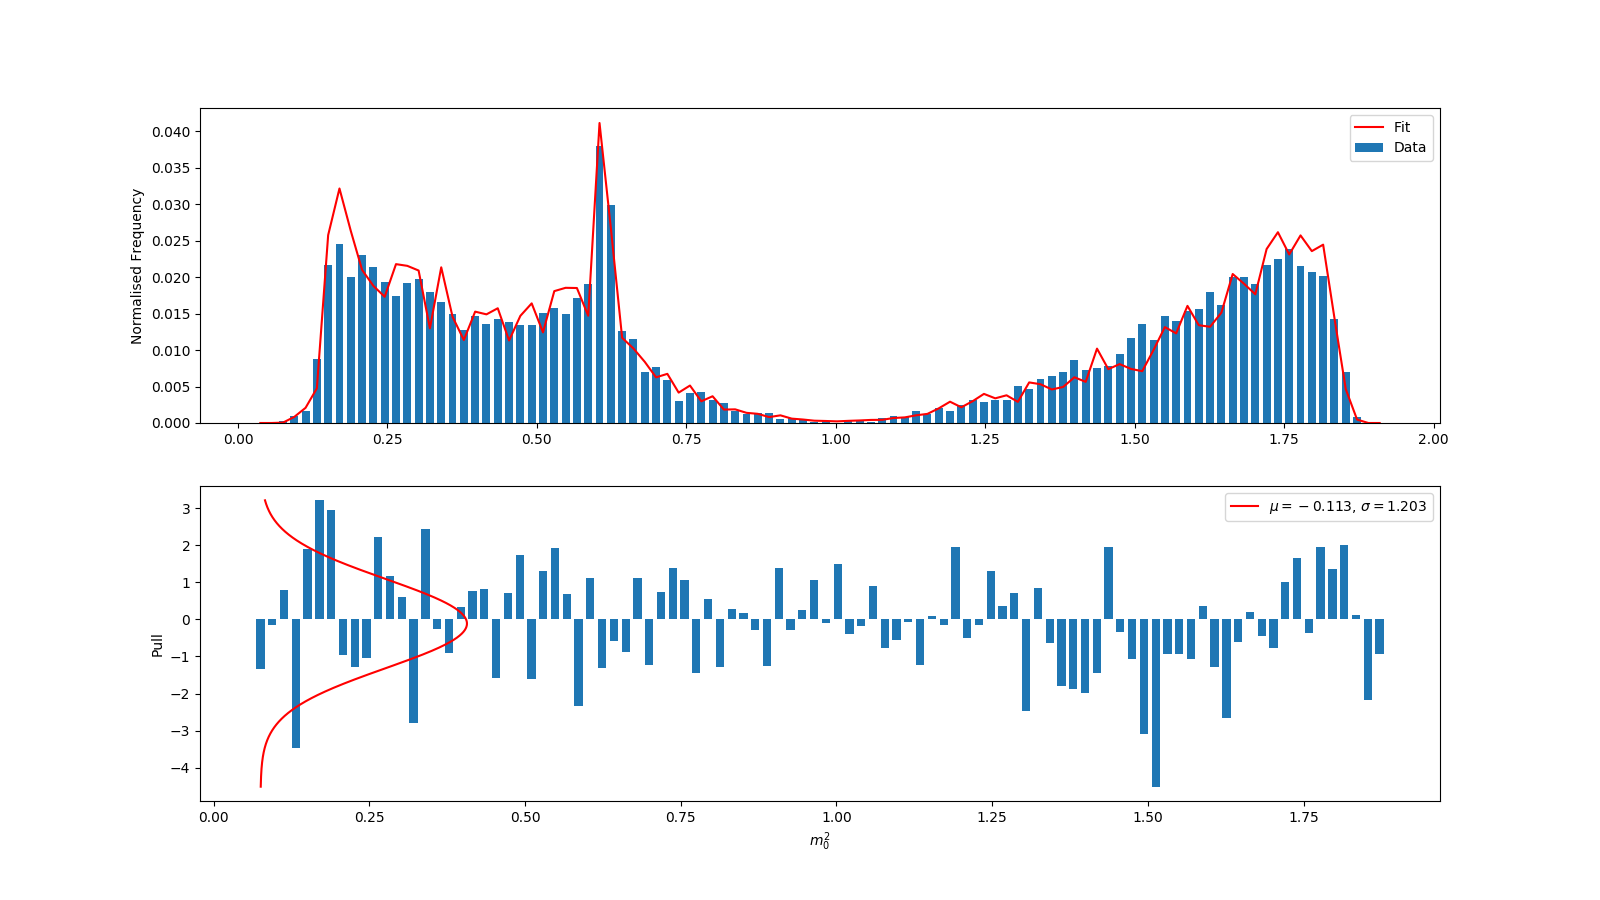 Normalised Frequency
0.040
0.035
0.030
0.025
0.020
0.015
0.010
0.005
0.000
0.00 0.25 0.50 0.75 1.00 1.25 1.50 1.75 2.00
Fit
Data
Pull
3
2
1
0
−1
−2
−3
−4
0.00 0.25 0.50 0.75 1.00 1.25 1.50 1.75
μ = −0.113, σ = 1.203
m₀²